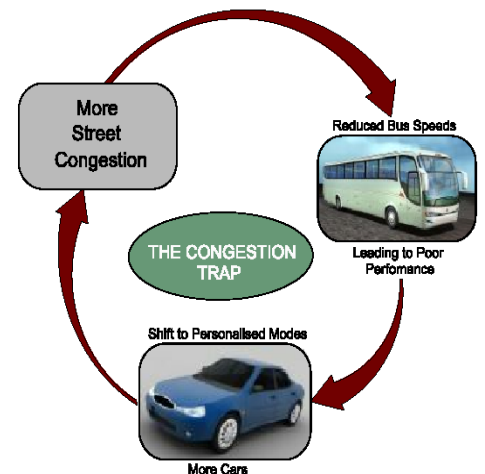 More
Street
Congestion
Reduced Bus Speeds
Leading to Poor
Perfomance
THE CONGESTION
TRAP
Shift to Personalised Modes
More Cars